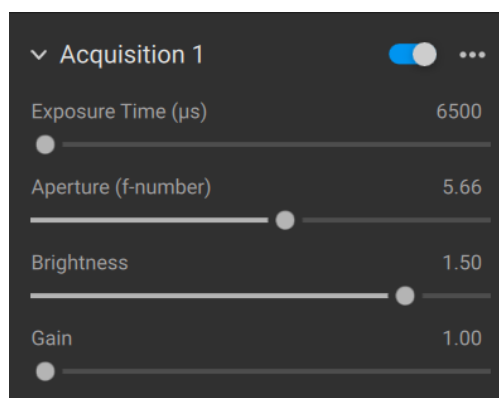 Acquisition 1
Exposure Time (µs) 6500
Aperture (f-number) 5.66
Brightness 1.50
Gain 1.00